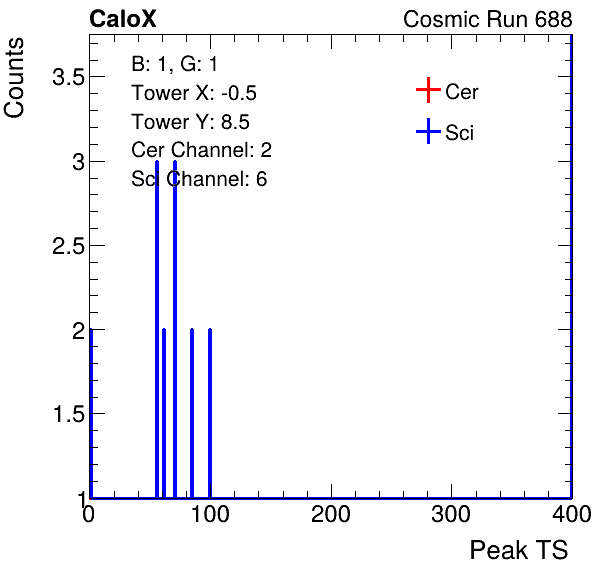 CaloX
Cosmic Run 688
Counts
B: 1, G: 1
Tower X: -0.5
Tower Y: 8.5
Cer Channel: 2
Sci Channel: 6
Cer
Sci
3.5
3
2.5
2
1.5
1
0
100
200
300
400
Peak TS